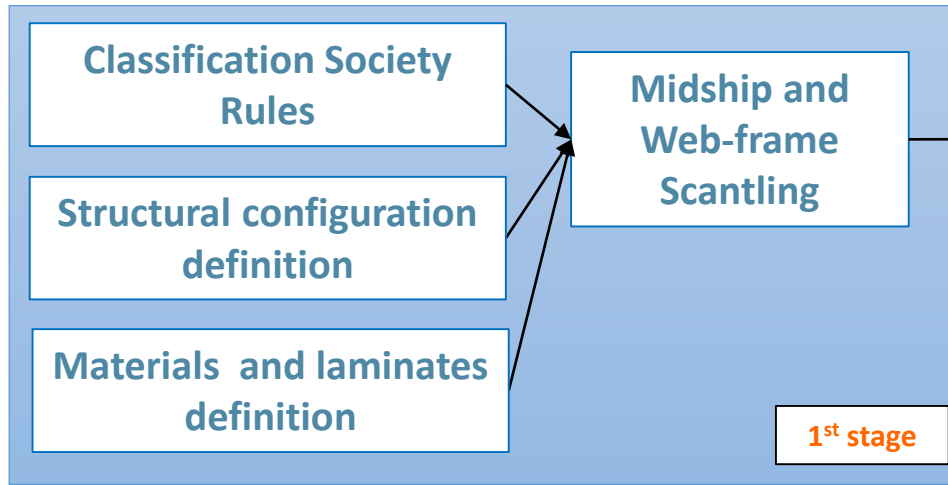 Classification Society
Rules
Structural configuration
definition
Materials  and laminates
definition
Midship and
Web-frame
Scantling
1st stage